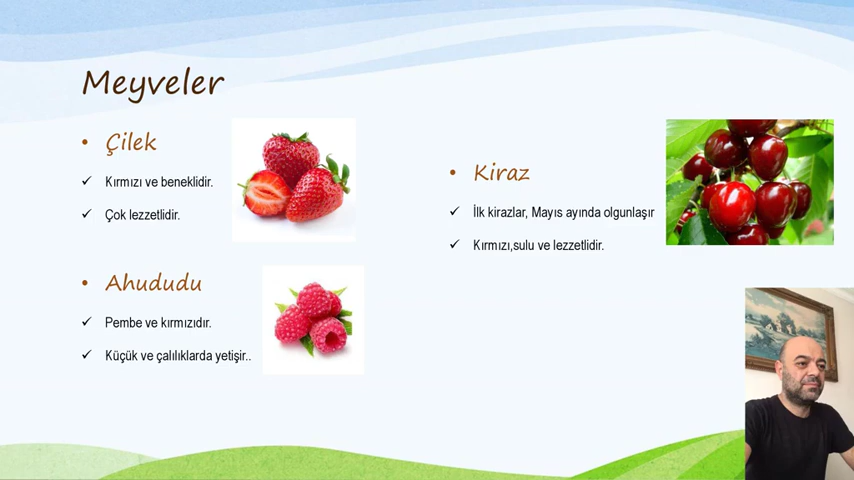 Meyveler
Çilek
Kırmızı ve beneklidir.
Çok lezzetlidir.
Ahududu
Pembe ve kırmızıdır.
Küçük ve çalılıklarda yetişir..
Kiraz
İlk kirazlar, Mayıs ayında olgunlaşır
Kırmızı,sulu ve lezzetlidir.